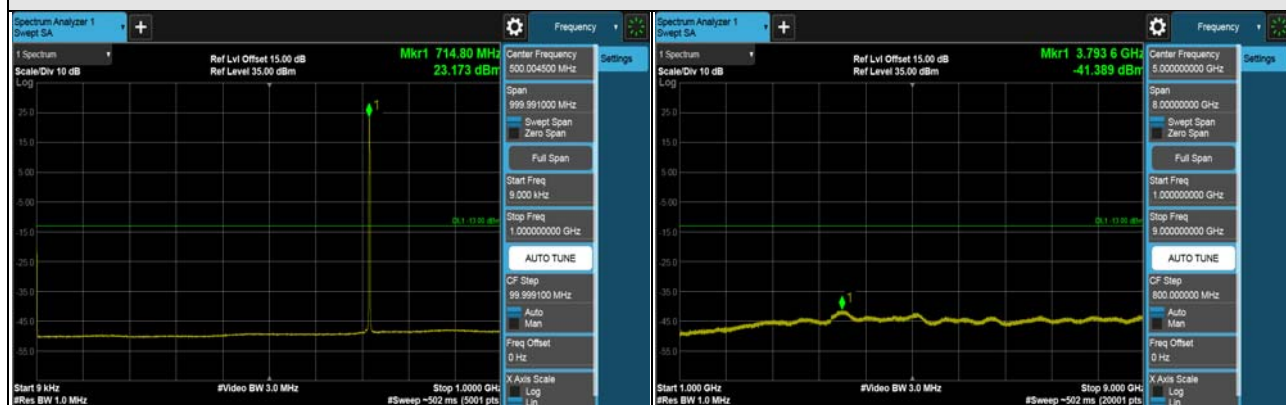 Spectrum Analyzer 1
Swept SA
+
Frequency
1 Spectrum
Scale/Div 10 dB
Log
Ref Lvl Offset 15.00 dB
Ref Level 35.00 dBm
Mkr1 714.80 MHz
23.173 dBm
25.0
15.0
5.00
-5.00
-15.0
-25.0
-35.0
-45.0
-55.0
1
DL1 -13.00 dBm
Start 9 kHz
#Res BW 1.0 MHz
#Video BW 3.0 MHz
Stop 1.0000 GHz
#Sweep ~502 ms (5001 pts
Center Frequency
500.004500 MHz
Span
999.991000 MHz
Swept Span
Zero Span
Full Span
Start Freq
9.000 kHz
Stop Freq
1.000000000 GHz
AUTO TUNE
CF Step
99.999100 MHz
Auto
Man
Freq Offset
0 Hz
X Axis Scale
Log
Lin
Settings
Spectrum Analyzer 1
Swept SA
+
Frequency
1 Spectrum
Scale/Div 10 dB
Log
Ref Lvl Offset 15.00 dB
Ref Level 35.00 dBm
Mkr1 3.793 6 GHz
-41.389 dBm
25.0
15.0
5.00
-5.00
-15.0
-25.0
-35.0
-45.0
-55.0
1
DL1 -13.00 dBm
Start 1.000 GHz
#Res BW 1.0 MHz
#Video BW 3.0 MHz
Stop 9.000 GHz
#Sweep ~502 ms (20001 pts
Center Frequency
5.000000000 GHz
Span
8.00000000 GHz
Swept Span
Zero Span
Full Span
Start Freq
1.000000000 GHz
Stop Freq
9.000000000 GHz
AUTO TUNE
CF Step
800.000000 MHz
Auto
Man
Freq Offset
0 Hz
X Axis Scale
Log
Lin
Settings